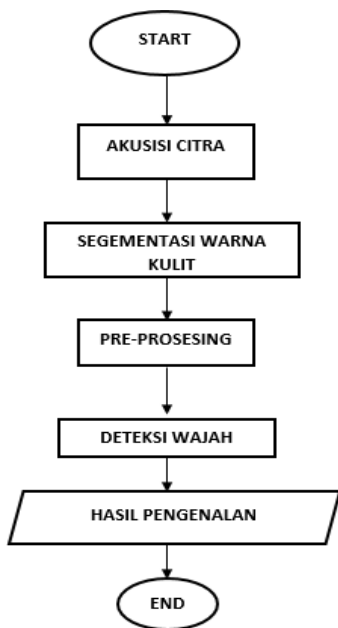 START
AKUSISI CITRA
SEGEMENTASI WARNA
KULIT
PRE-PROSESING
DETEKSI WAJAH
HASIL PENGENALAN
END